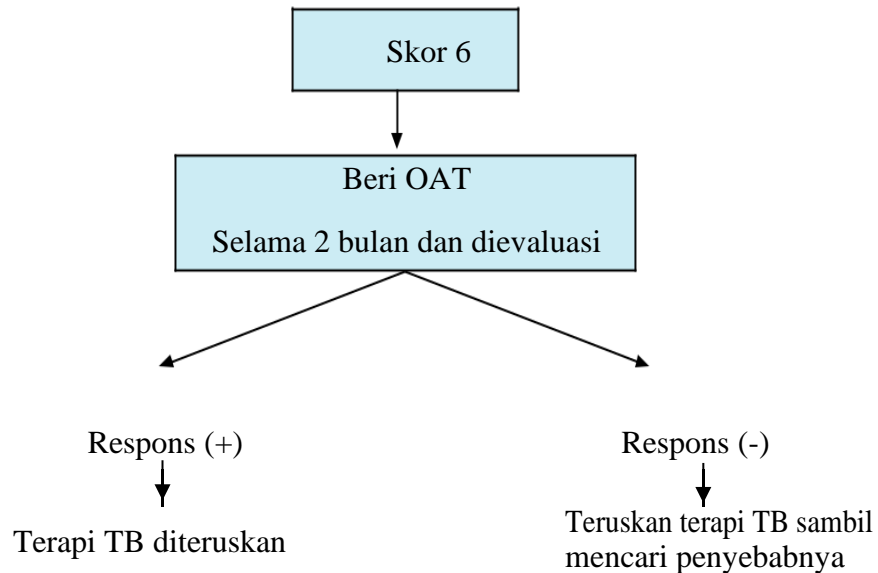 Skor 6
Beri OAT
Selama 2 bulan dan dievaluasi
Respons (+)
Respons (-)
Terapi TB diteruskan
Teruskan terapi TB sambil
mencari penyebabnya